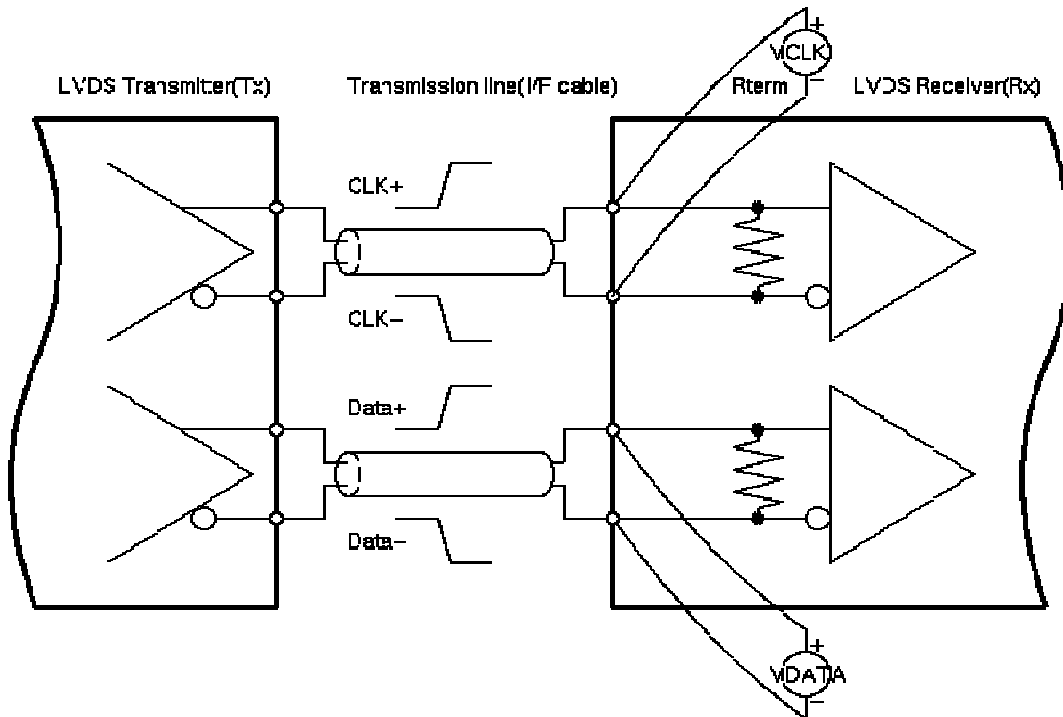 LVDS Transmitter(Tx)
Transmission line(I/F cable)
Rterm
LVDS Receiver(Rx)
+
VCLK
−
CLK+
CLK−
Data+
Data−
+
VDATA
−